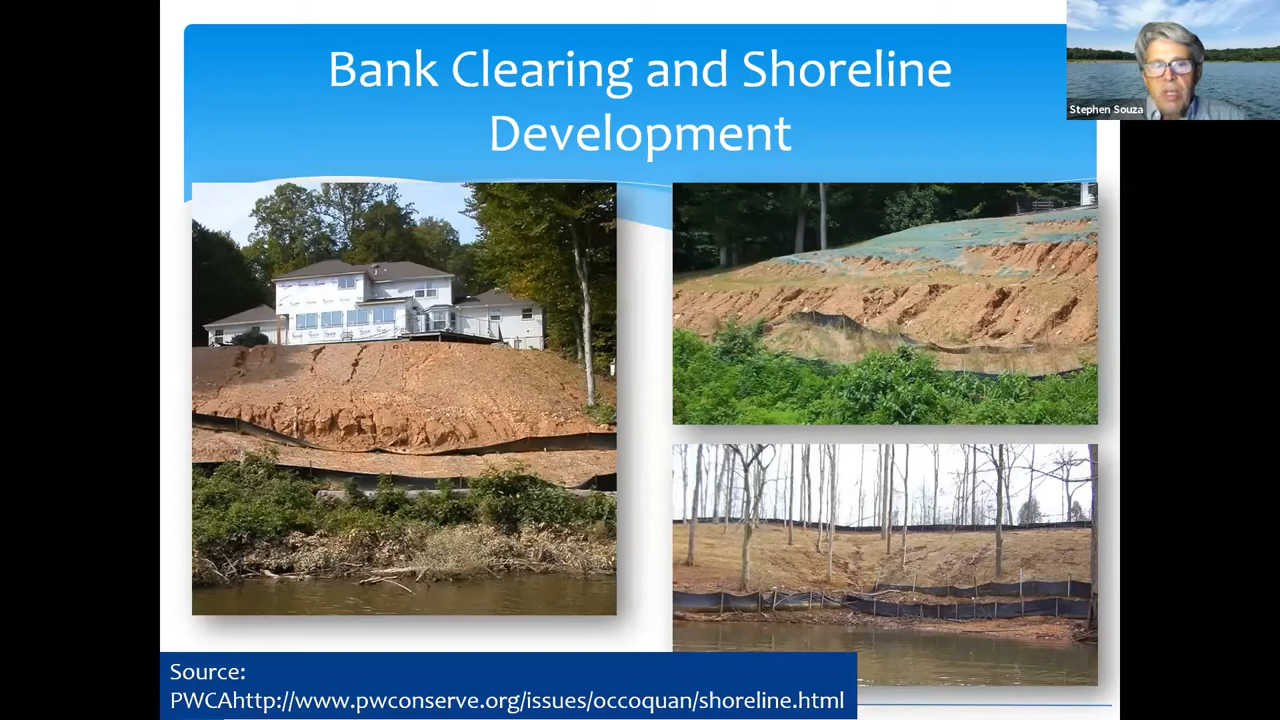 Bank Clearing and Shoreline
Development
Stephen Souza
Source:
PWCAhttp://www.pwconserve.org/issues/occoquan/shoreline.html